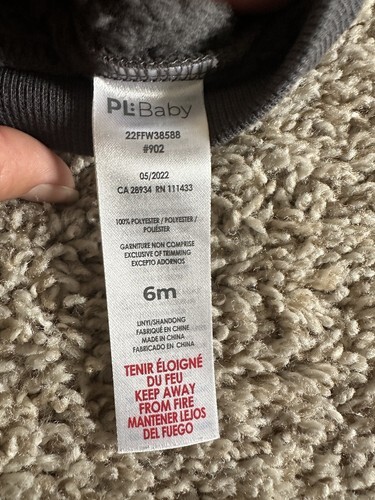 PL:Baby
22FFW38588
#902
05/2022
CA 28934 RN 111433
100% POLYESTER / POLYESTER /
POLIÉSTER
GARNITURE NON COMPRISE
EXCLUSIVE OF TRIMMING
EXCEPTO ADORNOS
6m
LINYI/SHANDONG
FABRIQUÉ EN CHINE
MADE IN CHINA
FABRICADO EN CHINA
TENIR ÉLOIGNÉ
DU FEU
KEEP AWAY
FROM FIRE
MANTENER LEJOS
DEL FUEGO